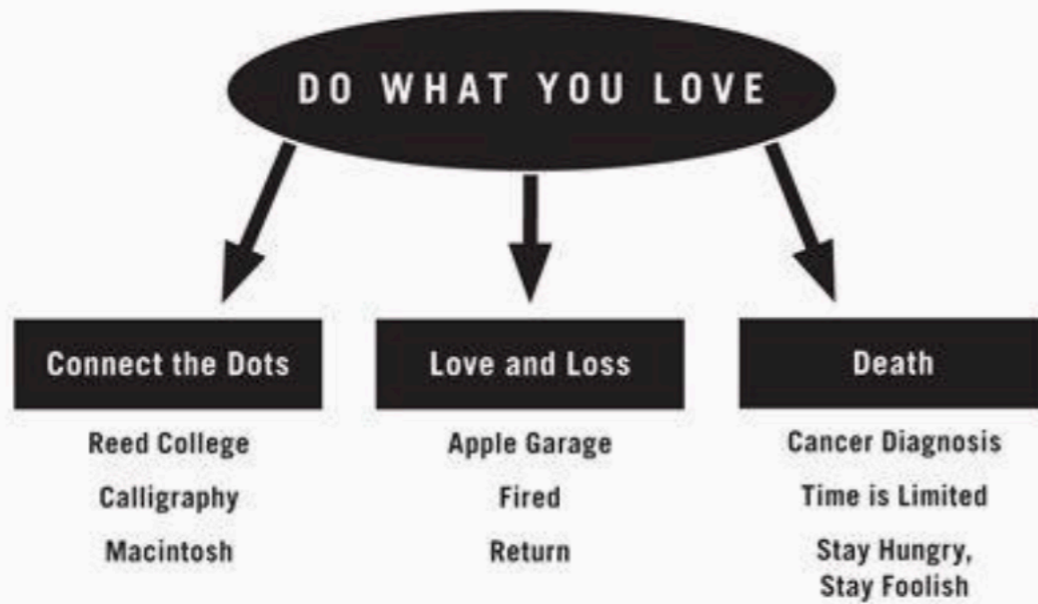 DO WHAT YOU LOVE
Connect the Dots
Reed College
Calligraphy
Macintosh
Love and Loss
Apple Garage
Fired
Return
Death
Cancer Diagnosis
Time is Limited
Stay Hungry,
Stay Foolish